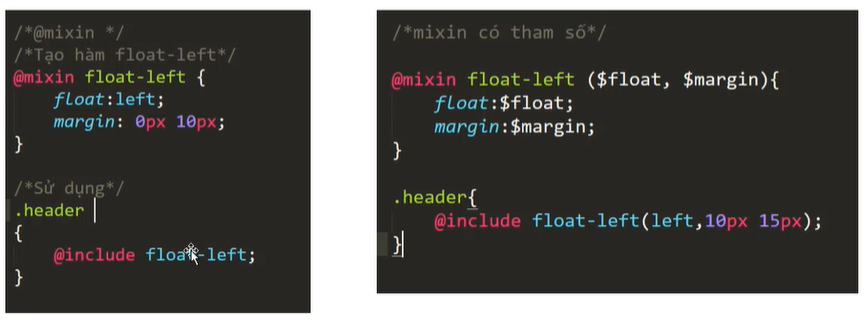 /*@mixin */
/*Tạo hàm float-left*/
@mixin float-left {
float:left;
margin: 0px 10px;
}
/*Sử dụng*/
.header
{
@include float-left;
}
/*mixin có tham số*/
@mixin float-left ($float, $margin){
float:$float;
margin:$margin;
}
.header{
@include float-left(left,10px 15px);
}